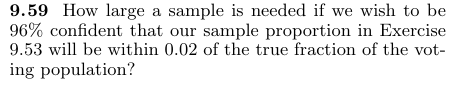 9.59 How large a sample is needed if we wish to be
96% confident that our sample proportion in Exercise
9.53 will be within 0.02 of the true fraction of the vot-
ing population?